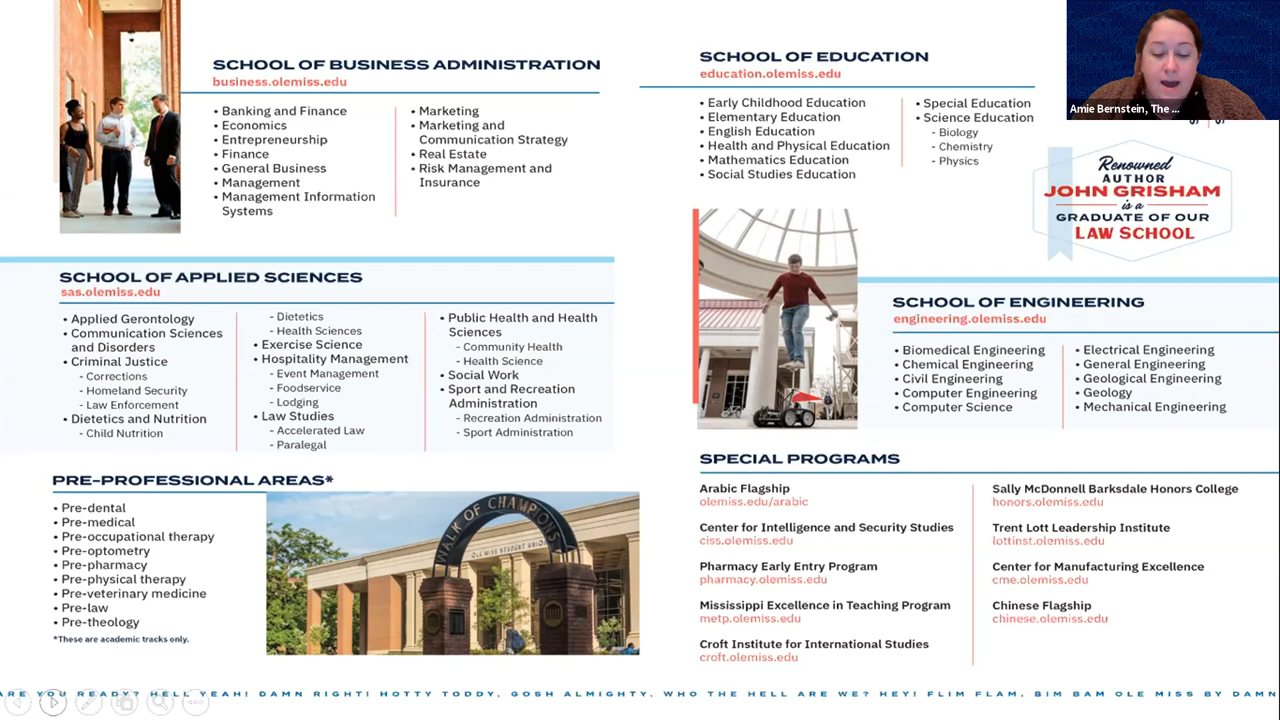 SCHOOL OF BUSINESS ADMINISTRATION
business.olemiss.edu
• Banking and Finance
• Economics
• Entrepreneurship
• Finance
• General Business
• Management
• Management Information
Systems
• Marketing
• Marketing and
Communication Strategy
• Real Estate
• Risk Management and
Insurance
SCHOOL OF APPLIED SCIENCES
sas.olemiss.edu
• Applied Gerontology
• Communication Sciences
and Disorders
• Criminal Justice
- Corrections
- Homeland Security
- Law Enforcement
• Dietetics and Nutrition
- Child Nutrition
- Dietetics
- Health Sciences
• Exercise Science
• Hospitality Management
- Event Management
- Foodservice
- Lodging
• Law Studies
- Accelerated Law
- Paralegal
• Public Health and Health
Sciences
- Community Health
- Health Science
• Social Work
• Sport and Recreation
Administration
- Recreation Administration
- Sport Administration
PRE-PROFESSIONAL AREAS*
• Pre-dental
• Pre-medical
• Pre-occupational therapy
• Pre-optometry
• Pre-pharmacy
• Pre-physical therapy
• Pre-veterinary medicine
• Pre-law
• Pre-theology
*These are academic tracks only.
WALK OF CHAMPIONS
OLE MISS STUDENT UNION
SCHOOL OF EDUCATION
education.olemiss.edu
• Early Childhood Education
• Elementary Education
• English Education
• Health and Physical Education
• Mathematics Education
• Social Studies Education
• Special Education
• Science Education
- Biology
- Chemistry
- Physics
Amie Bernstein, The ...
Renowned
AUTHOR
JOHN GRISHAM
is a
GRADUATE OF OUR
LAW SCHOOL
SCHOOL OF ENGINEERING
engineering.olemiss.edu
• Biomedical Engineering
• Chemical Engineering
• Civil Engineering
• Computer Engineering
• Computer Science
• Electrical Engineering
• General Engineering
• Geological Engineering
• Geology
• Mechanical Engineering
SPECIAL PROGRAMS
Arabic Flagship
olemiss.edu/arabic
Center for Intelligence and Security Studies
ciss.olemiss.edu
Pharmacy Early Entry Program
pharmacy.olemiss.edu
Mississippi Excellence in Teaching Program
metp.olemiss.edu
Croft Institute for International Studies
croft.olemiss.edu
Sally McDonnell Barksdale Honors College
honors.olemiss.edu
Trent Lott Leadership Institute
lottinst.olemiss.edu
Center for Manufacturing Excellence
cme.olemiss.edu
Chinese Flagship
chinese.olemiss.edu
ARE YOU READY? HELL YEAH! DAMN RIGHT! HOTTY TODDY, GOSH ALMIGHTY, WHO THE HELL ARE WE? HEY! FLIM FLAM, BIM BAM OLE MISS BY DAMN